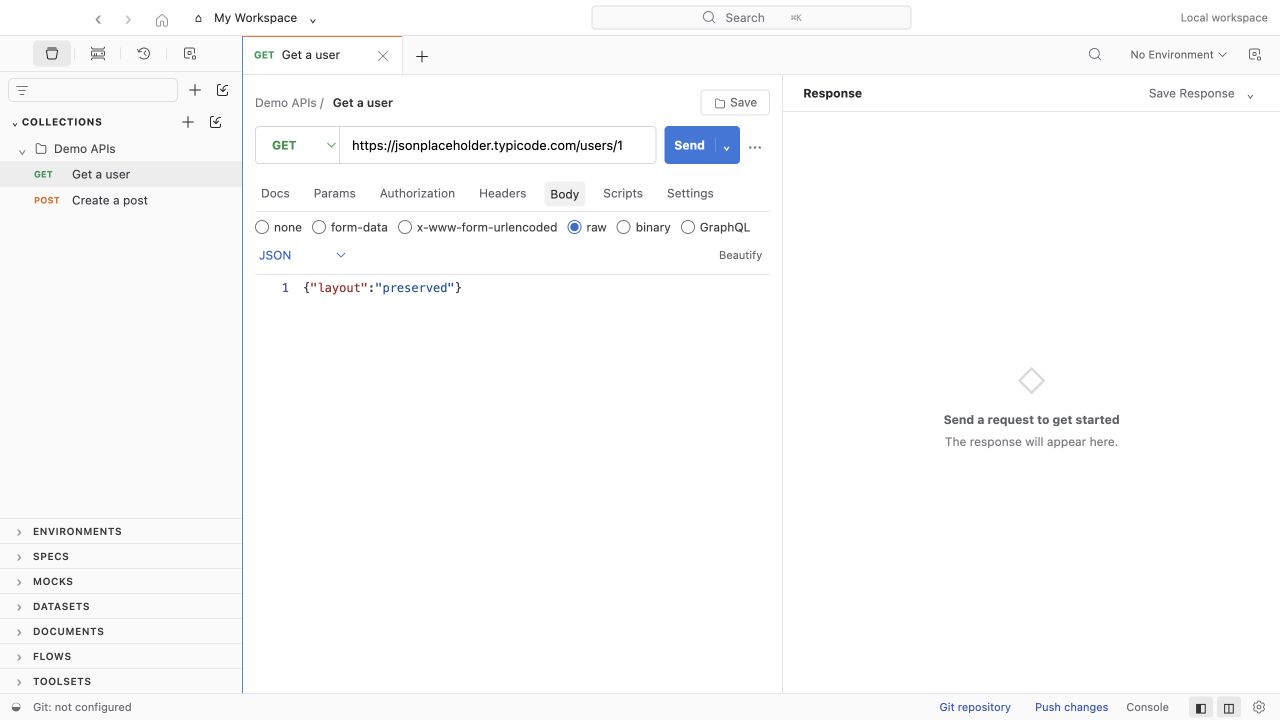 My Workspace
Search ⌘K
Local workspace
GET Get a user
No Environment
COLLECTIONS
Demo APIs
GET Get a user
POST Create a post
ENVIRONMENTS
SPECS
MOCKS
DATASETS
DOCUMENTS
FLOWS
TOOLSETS
Demo APIs / Get a user
Save
GET https://jsonplaceholder.typicode.com/users/1 Send
Docs Params Authorization Headers Body Scripts Settings
none form-data x-www-form-urlencoded raw binary GraphQL
JSON Beautify
1 {"layout":"preserved"}
Response Save Response
Send a request to get started
The response will appear here.
Git: not configured
Git repository Push changes Console